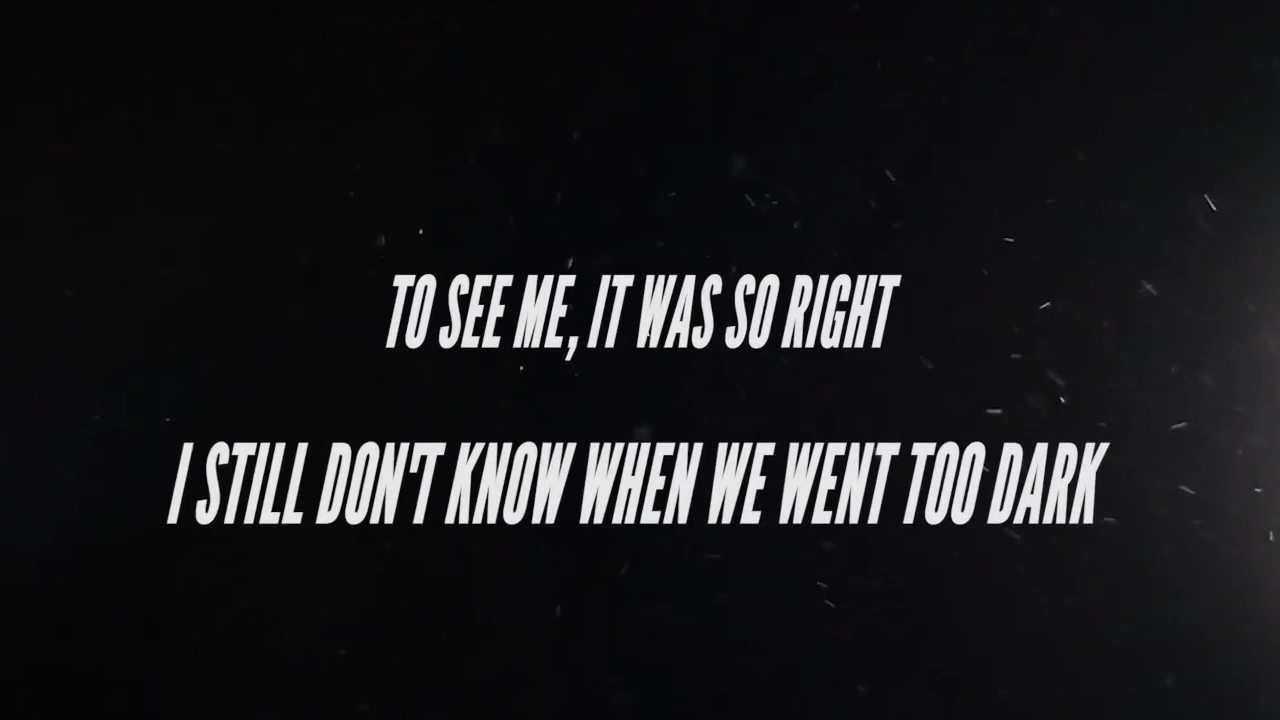 TO SEE ME, IT WAS SO RIGHT
I STILL DON'T KNOW WHEN WE WENT TOO DARK